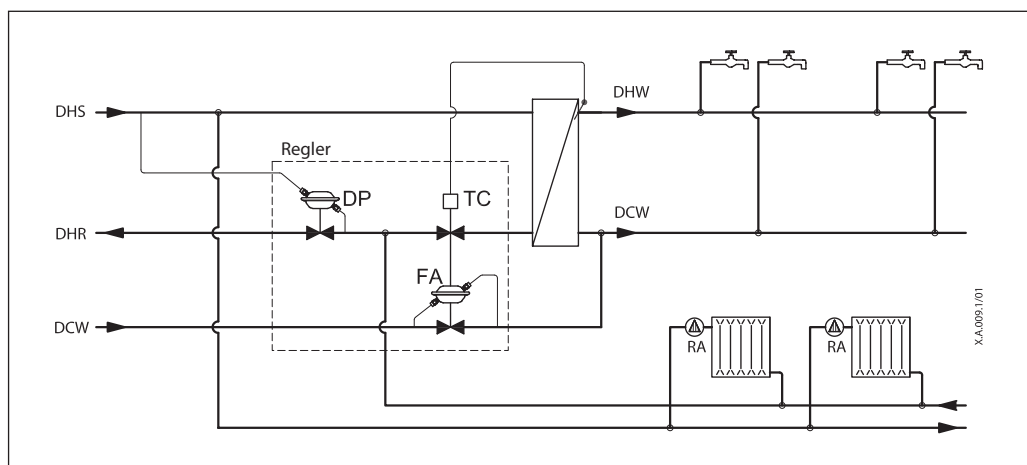 DHW
DHS
Regler
DP
TC
DCW
DHR
FA
DCW
RA
RA
X.A.009.1/01